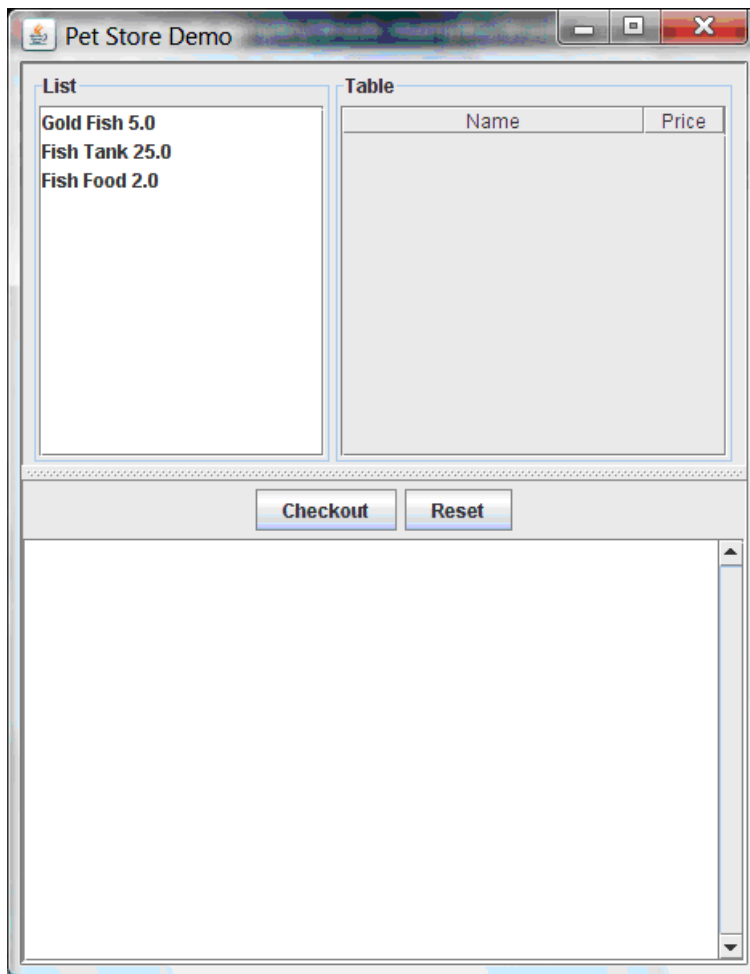 Pet Store Demo
List
Gold Fish 5.0
Fish Tank 25.0
Fish Food 2.0
Table
Name Price
Checkout Reset